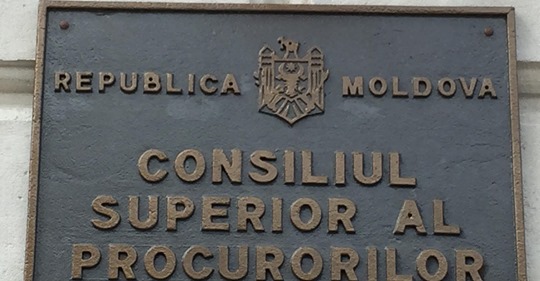 REPUBLICA MOLDOVA
CONSILIUL
SUPERIOR AL
PROCURORILOR